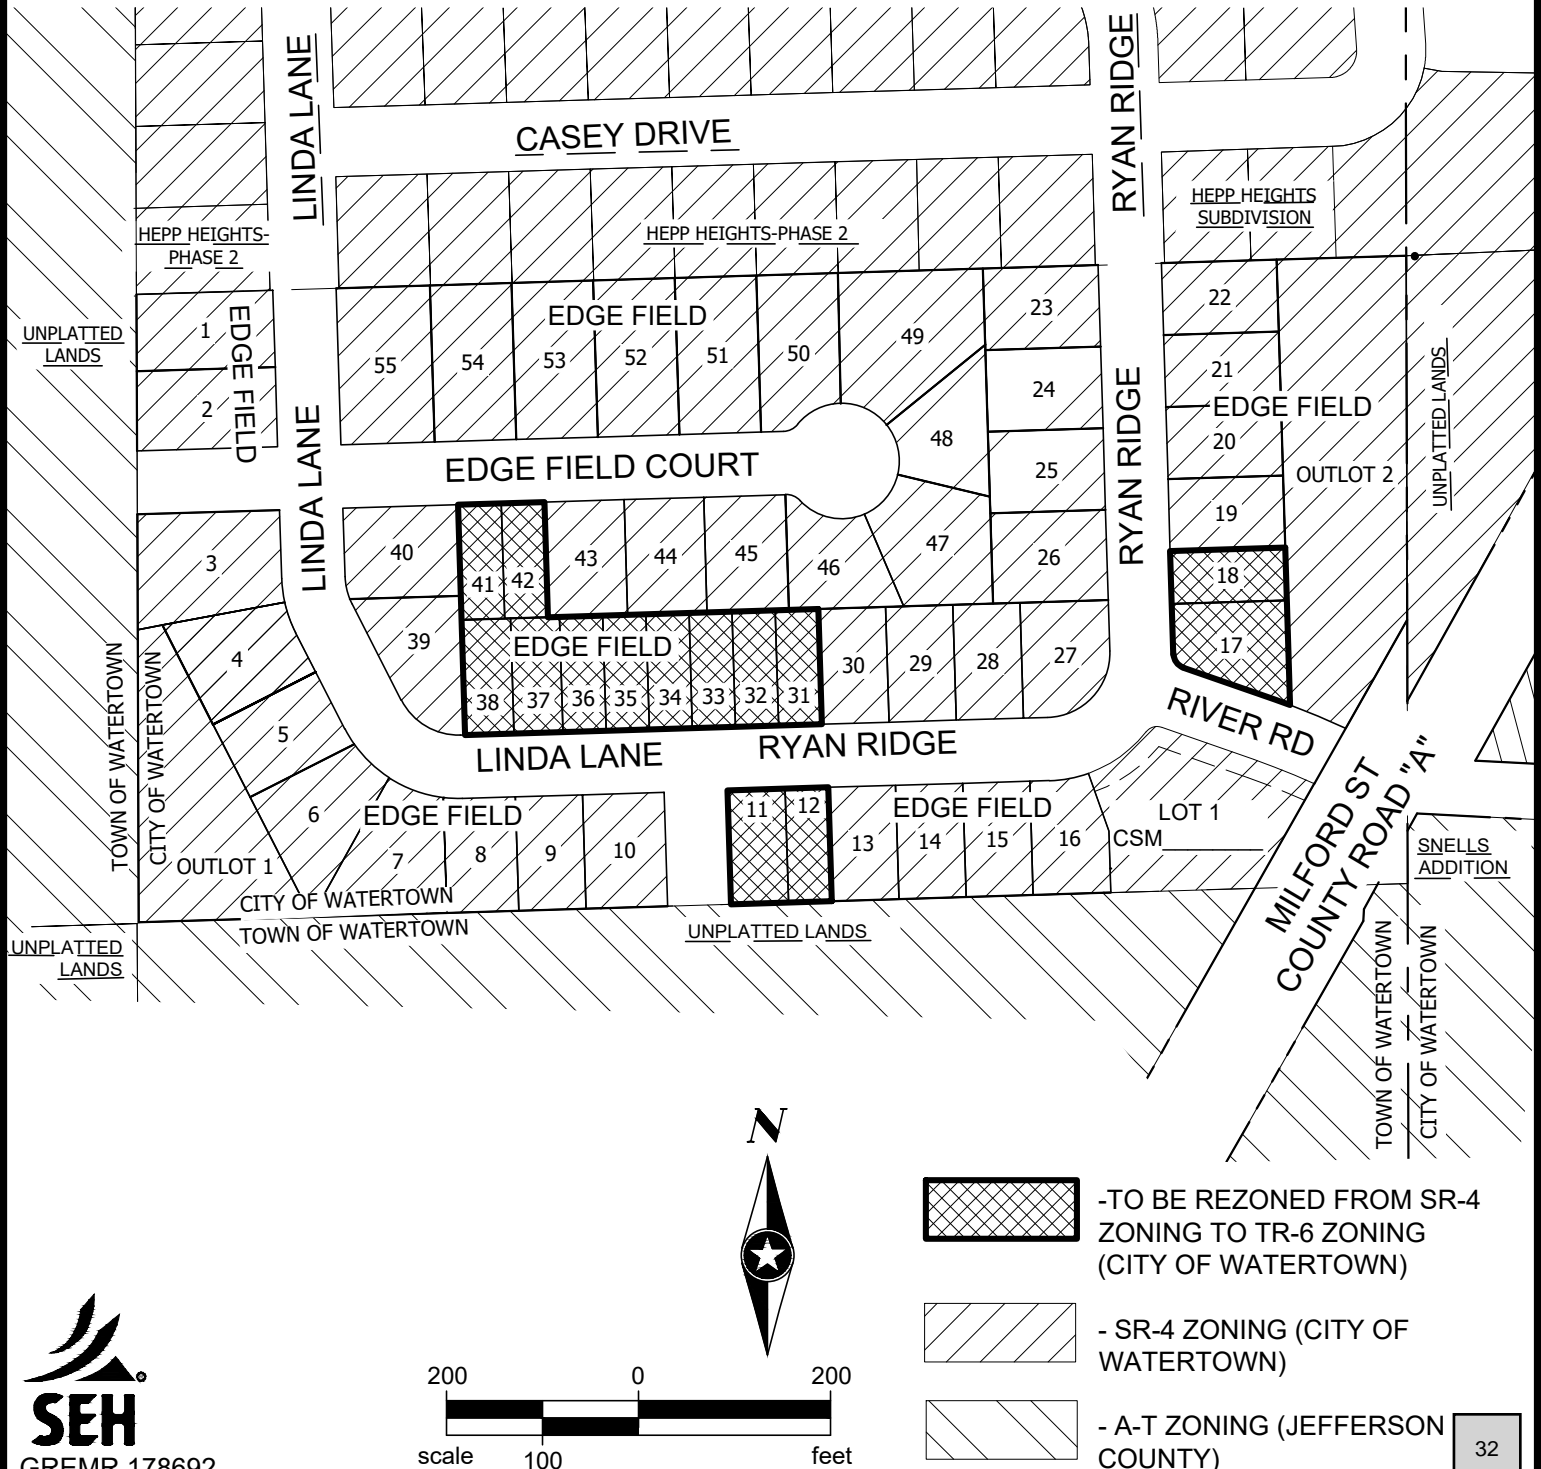 LINDA LANE
CASEY DRIVE
RYAN RIDGE
HEPP HEIGHTS
SUBDIVISION
HEPP HEIGHTS-
PHASE 2
HEPP HEIGHTS-PHASE 2
UNPLATTED
LANDS
1
2
EDGE FIELD
LINDA LANE
55
54
53
52
51
50
49
EDGE FIELD
48
23
24
25
26
RYAN RIDGE
22
21
EDGE FIELD
20
19
18
17
OUTLOT 2
UNPLATTED LANDS
EDGE FIELD COURT
3
40
41
42
43
44
45
46
47
4
39
EDGE FIELD
38
37
36
35
34
33
32
31
30
29
28
27
RIVER RD
TOWN OF WATERTOWN
CITY OF WATERTOWN
5
LINDA LANE
RYAN RIDGE
6
EDGE FIELD
7
8
9
10
11
12
EDGE FIELD
13
14
15
16
LOT 1
CSM________
MILFORD ST
COUNTY ROAD "A"
SNELLS
ADDITION
OUTLOT 1
CITY OF WATERTOWN
TOWN OF WATERTOWN
UNPLATTED LANDS
UNPLATTED
LANDS
TOWN OF WATERTOWN
CITY OF WATERTOWN
N
-TO BE REZONED FROM SR-4
ZONING TO TR-6 ZONING
(CITY OF WATERTOWN)
- SR-4 ZONING (CITY OF
WATERTOWN)
- A-T ZONING (JEFFERSON
COUNTY)
200
0
200
scale
100
feet
SEH
GREMR 178692
32